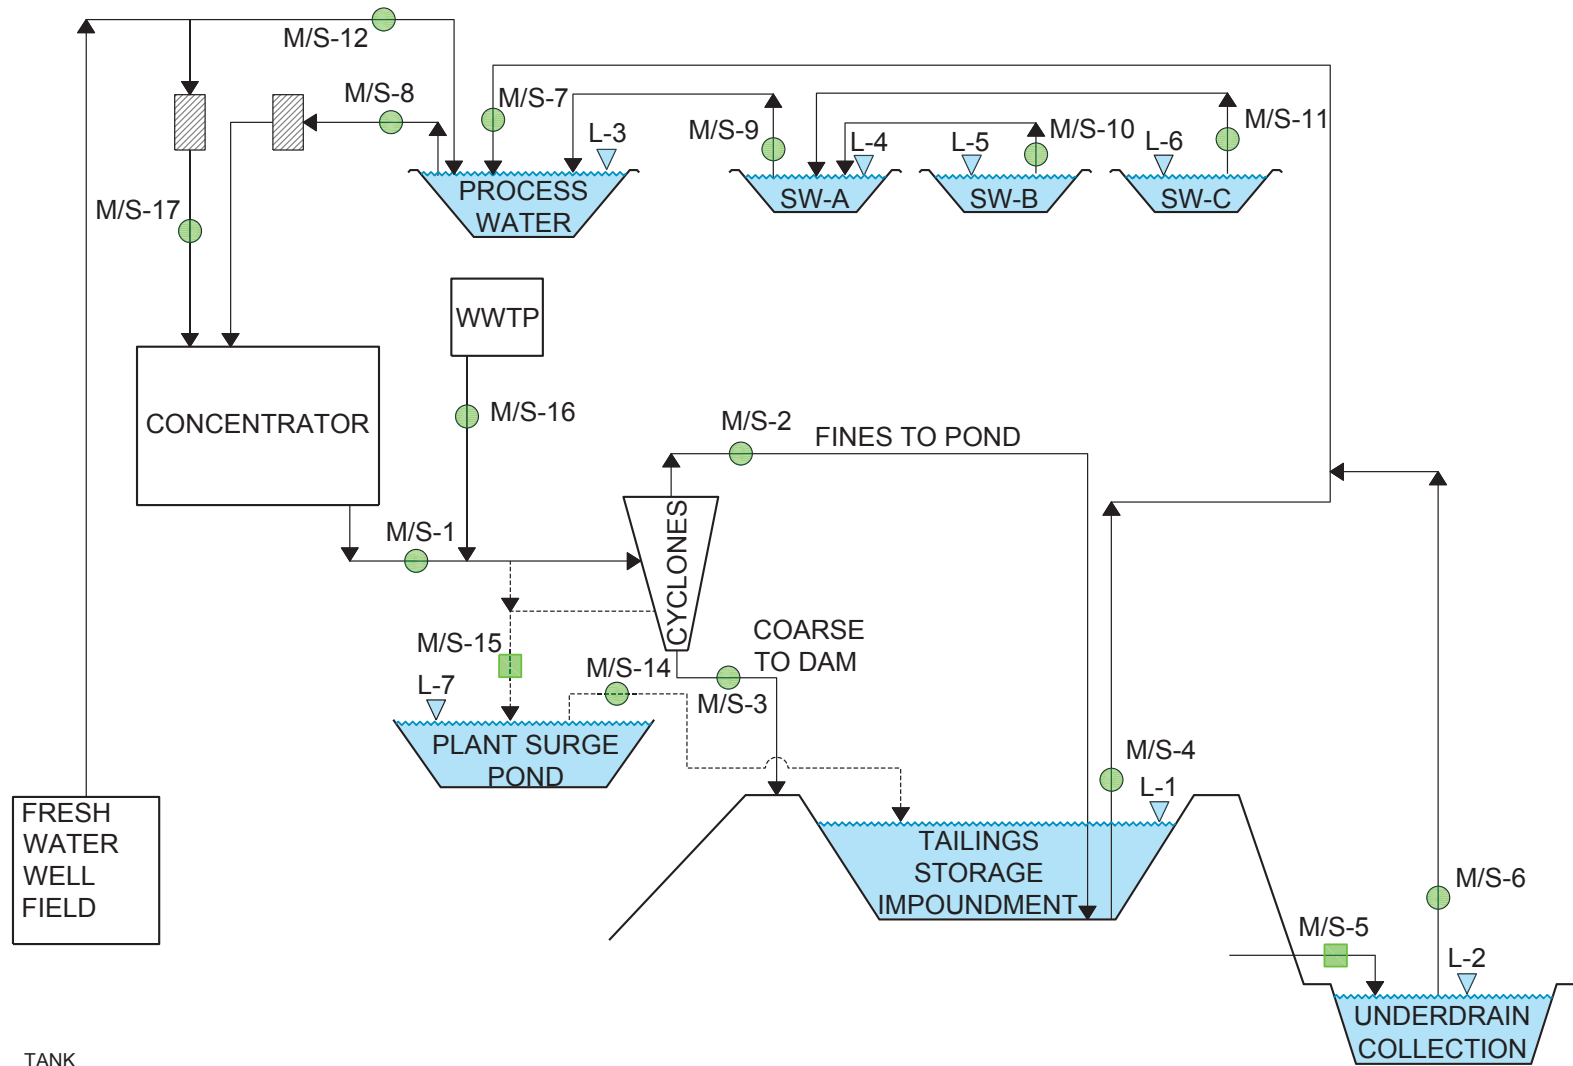 M/S-12
M/S-8
M/S-7
M/S-9
L-3
L-4
L-5
M/S-10
L-6
M/S-11
PROCESS
WATER
SW-A
SW-B
SW-C
M/S-17
WWTP
CONCENTRATOR
M/S-16
M/S-2
FINES TO POND
M/S-1
CYCLONES
COARSE
TO DAM
M/S-15
M/S-14
L-7
M/S-3
PLANT SURGE
POND
M/S-4
L-1
FRESH
WATER
WELL
FIELD
TAILINGS
STORAGE
IMPOUNDMENT
M/S-6
M/S-5
L-2
UNDERDRAIN
COLLECTION
TANK